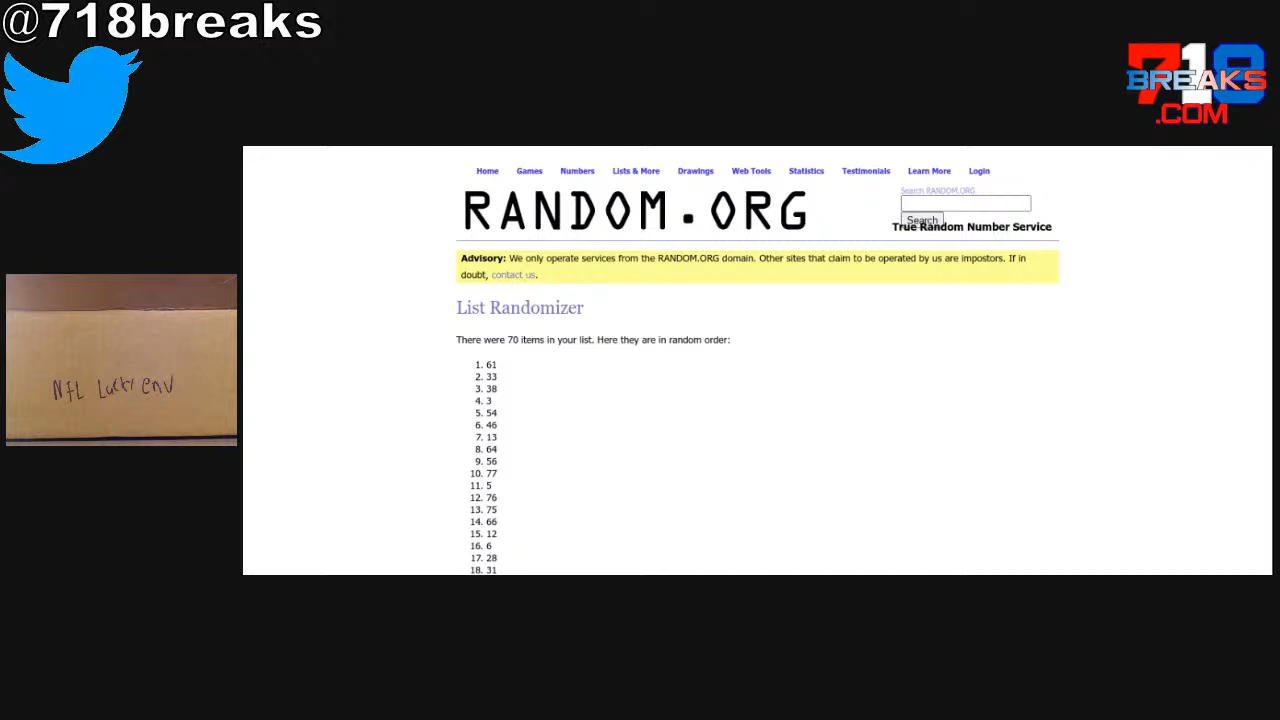 @718breaks
718
BREAKS
.COM
Home Games Numbers Lists & More Drawings Web Tools Statistics Testimonials Learn More Login
RANDOM.ORG
Search RANDOM.ORG
Search
True Random Number Service
Advisory: We only operate services from the RANDOM.ORG domain. Other sites that claim to be operated by us are impostors. If in
doubt, contact us.
List Randomizer
There were 70 items in your list. Here they are in random order:
1. 61
2. 33
3. 38
4. 3
5. 54
6. 46
7. 13
8. 64
9. 56
10. 77
11. 5
12. 76
13. 75
14. 66
15. 12
16. 6
17. 28
18. 31
NFL Lucky env